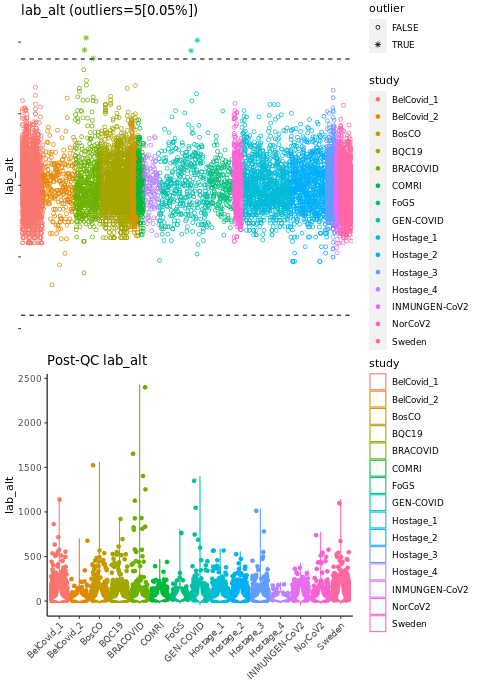 lab_alt (outliers=5[0.05%])
lab_alt
outlier
FALSE
TRUE
study
BelCovid_1
BelCovid_2
BosCO
BQC19
BRACOVID
COMRI
FoGS
GEN-COVID
Hostage_1
Hostage_2
Hostage_3
Hostage_4
INMUNGEN-CoV2
NorCoV2
Sweden
Post-QC lab_alt
lab_alt
2500
2000
1500
1000
500
0
BelCovid_1
BelCovid_2
BosCO
BQC19
BRACOVID
COMRI
FoGS
GEN-COVID
Hostage_1
Hostage_2
Hostage_3
Hostage_4
INMUNGEN-CoV2
NorCoV2
Sweden
study
BelCovid_1
BelCovid_2
BosCO
BQC19
BRACOVID
COMRI
FoGS
GEN-COVID
Hostage_1
Hostage_2
Hostage_3
Hostage_4
INMUNGEN-CoV2
NorCoV2
Sweden